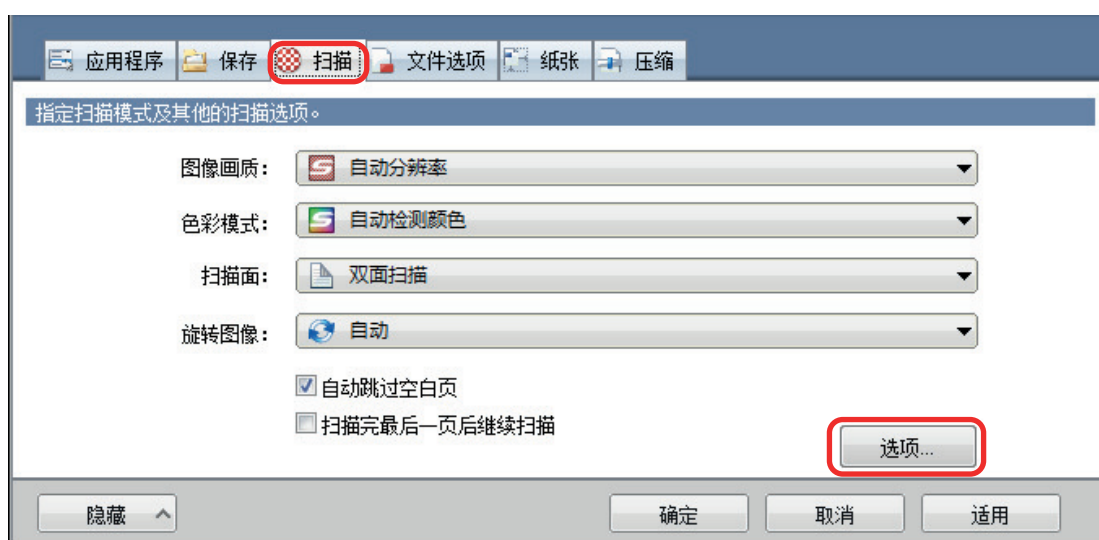 应用程序 保存 扫描 文件选项 纸张 压缩
指定扫描模式及其他的扫描选项。
图像画质: 自动分辨率
色彩模式: 自动检测颜色
扫描面: 双面扫描
旋转图像: 自动
自动跳过空白页
扫描完最后一页后继续扫描
选项...
隐藏 确定 取消 适用